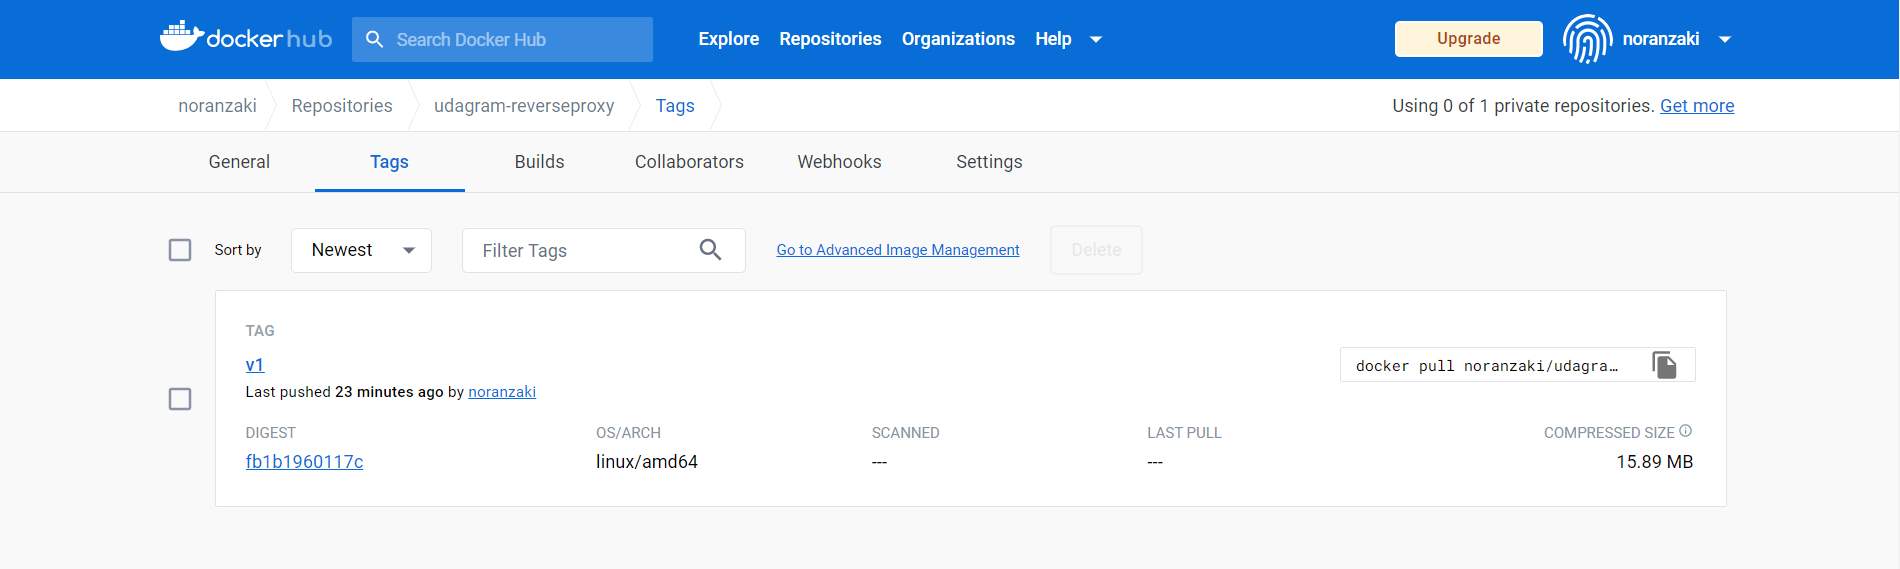 docker hub Search Docker Hub Explore Repositories Organizations Help Upgrade noranzaki
noranzaki Repositories udagram-reverseproxy Tags Using 0 of 1 private repositories. Get more
General Tags Builds Collaborators Webhooks Settings
Sort by Newest Filter Tags Go to Advanced Image Management Delete
TAG
v1
docker pull noranzaki/udagra…
Last pushed 23 minutes ago by noranzaki
DIGEST OS/ARCH SCANNED LAST PULL COMPRESSED SIZE
fb1b1960117c linux/amd64 --- --- 15.89 MB